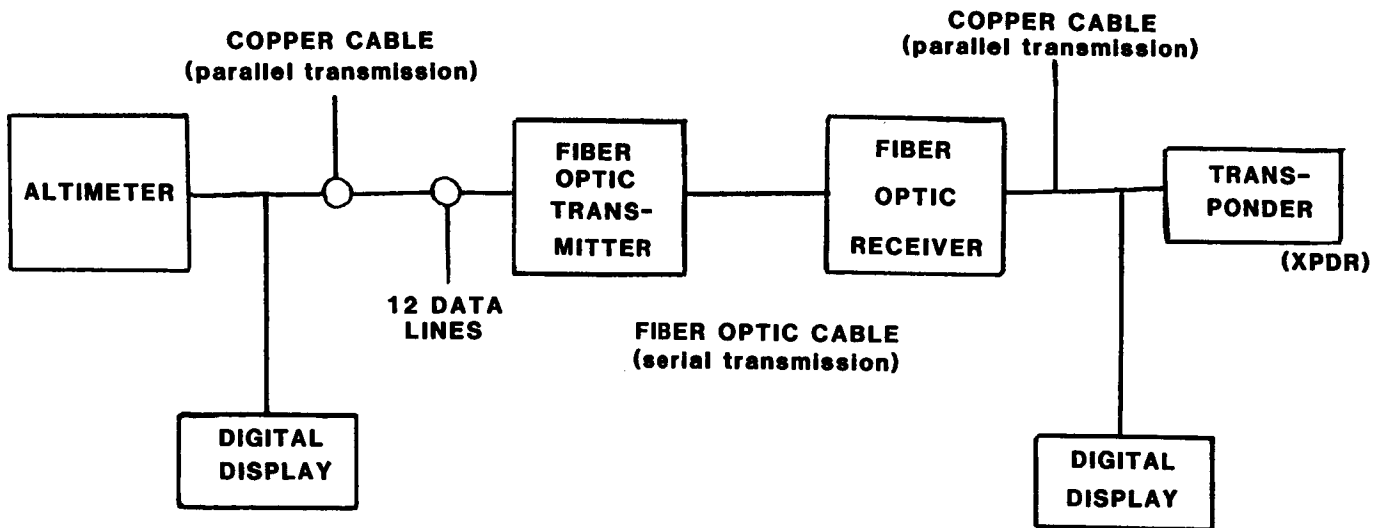 COPPER CABLE
(parallel transmission)
COPPER CABLE
(parallel transmission)
ALTIMETER
FIBER
OPTIC
TRANS-
MITTER
FIBER
OPTIC
RECEIVER
TRANS-
PONDER
(XPDR)
12 DATA
LINES
FIBER OPTIC CABLE
(serial transmission)
DIGITAL
DISPLAY
DIGITAL
DISPLAY